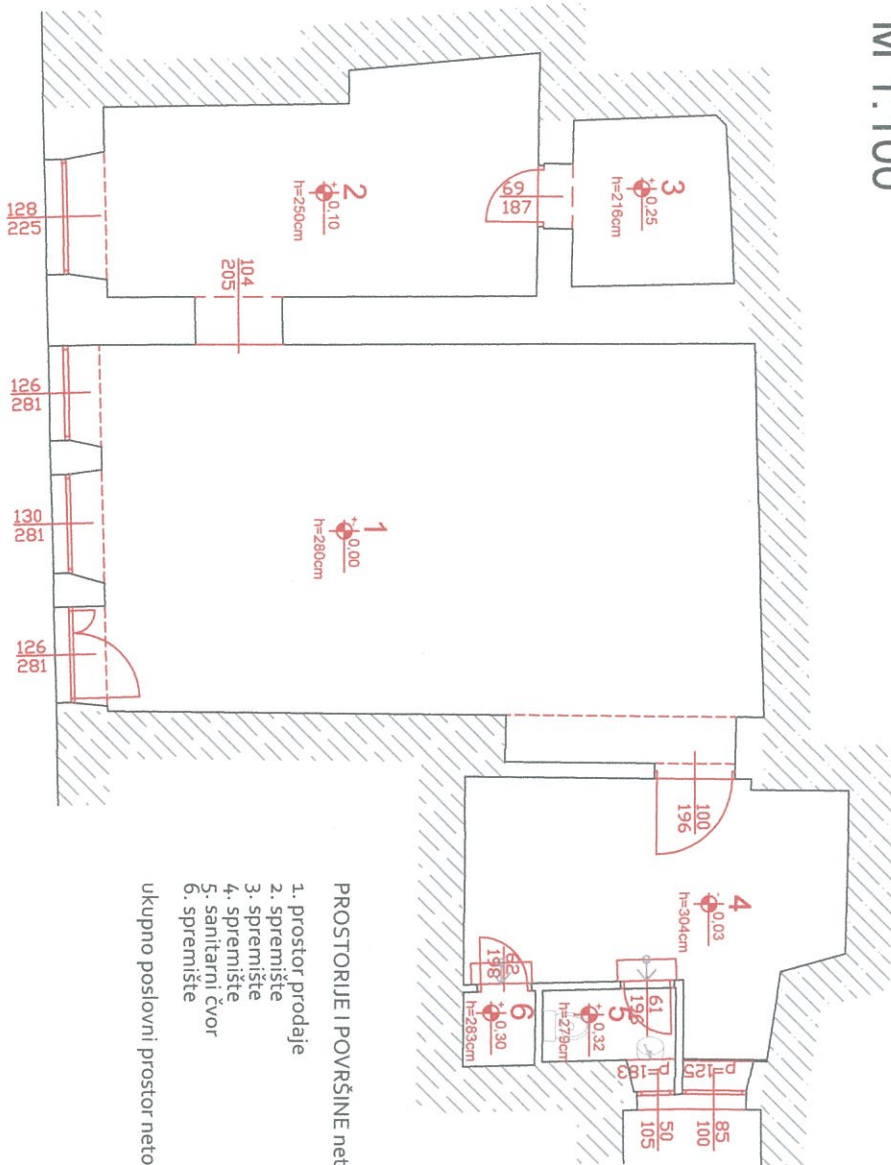 M 1:100
3
+0,25
h=216cm
69
187
2
+0,10
h=250cm
104
205
128
225
126
281
130
281
126
281
1
+0,00
h=280cm
100
196
4
-0,03
h=304cm
61
196
5
+0,32
h=279cm
62
198
6
+0,30
h=283cm
p=125
p=183
85
100
50
105
PROSTORIJE I POVRŠINE net
1. prostor prodaje
2. spremište
3. spremište
4. spremište
5. sanitarni čvor
6. spremište
ukupno poslovni prostor neto